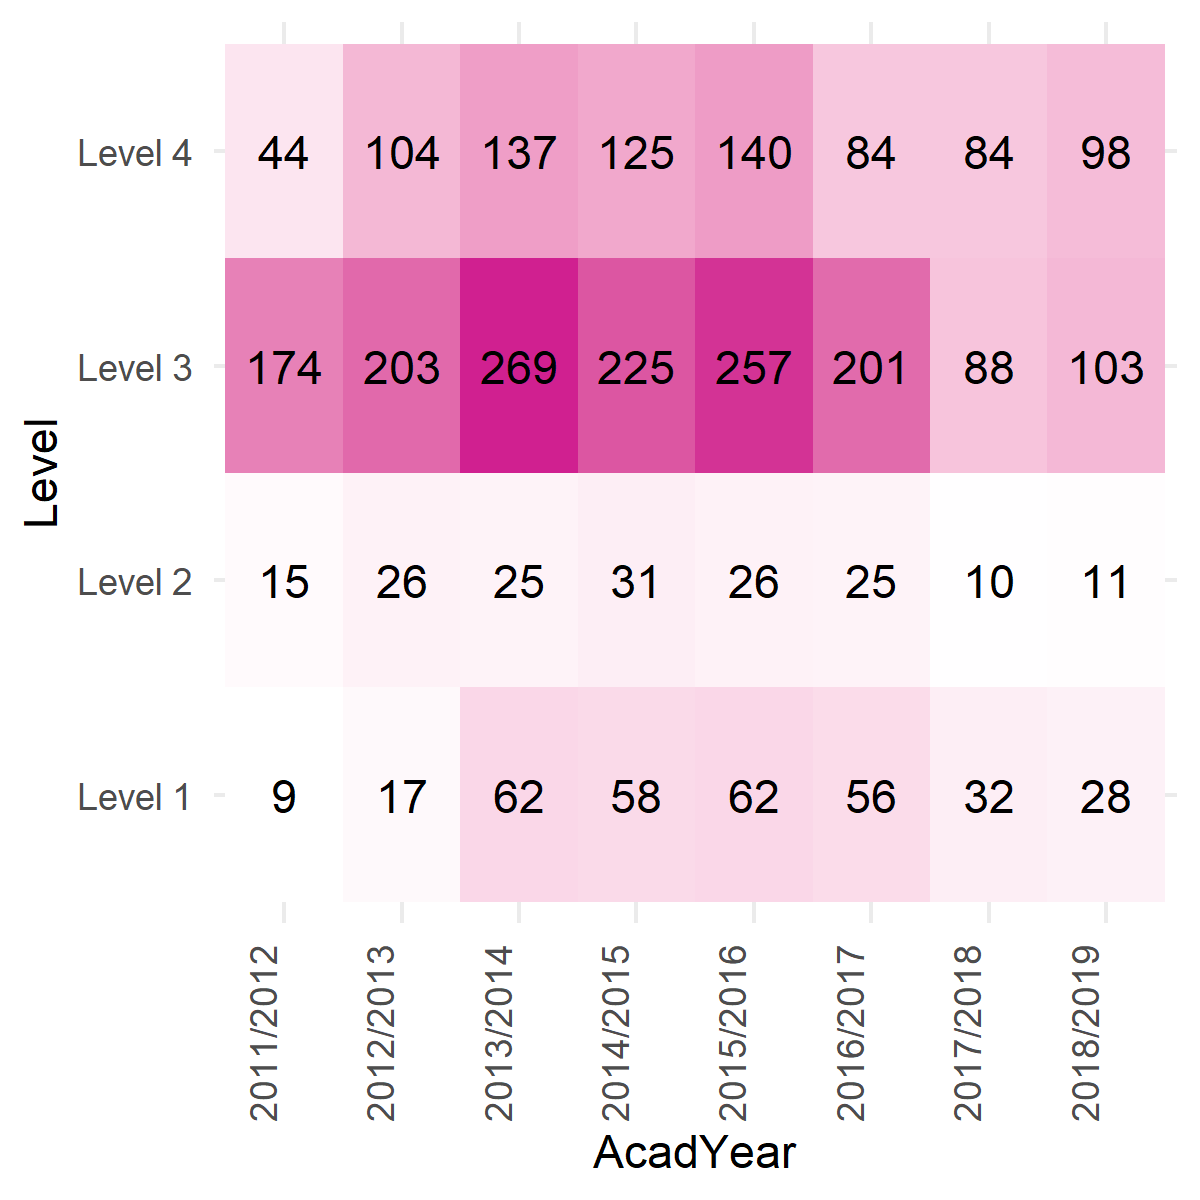 Level 4 44 104 137 125 140 84 84 98
Level 3 174 203 269 225 257 201 88 103
Level 2 15 26 25 31 26 25 10 11
Level 1 9 17 62 58 62 56 32 28
Level
2011/2012 2012/2013 2013/2014 2014/2015 2015/2016 2016/2017 2017/2018 2018/2019
AcadYear